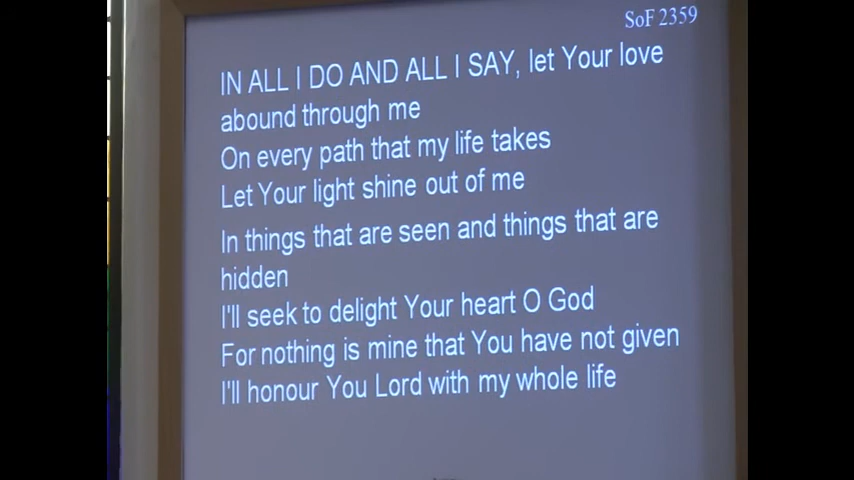 SoF 2359
IN ALL I DO AND ALL I SAY, let Your love
abound through me
On every path that my life takes
Let Your light shine out of me
In things that are seen and things that are
hidden
I'll seek to delight Your heart O God
For nothing is mine that You have not given
I'll honour You Lord with my whole life